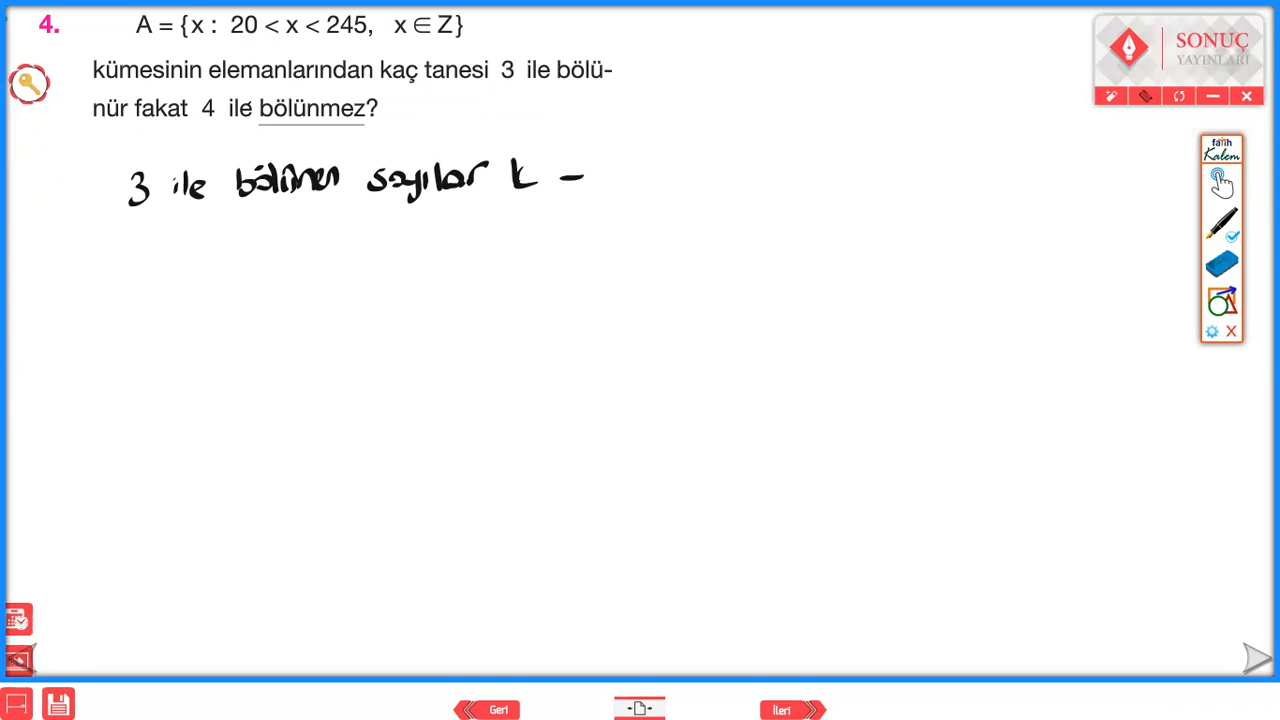 4. A = {x : 20 < x < 245, x ∈ Z}
kümesinin elemanlarından kaç tanesi 3 ile bölü-
nür fakat 4 ile bölünmez?
3 ile bölünen sayılar K -
SONUÇ
YAYINLARI
fatih
Kalem
Geri
İleri